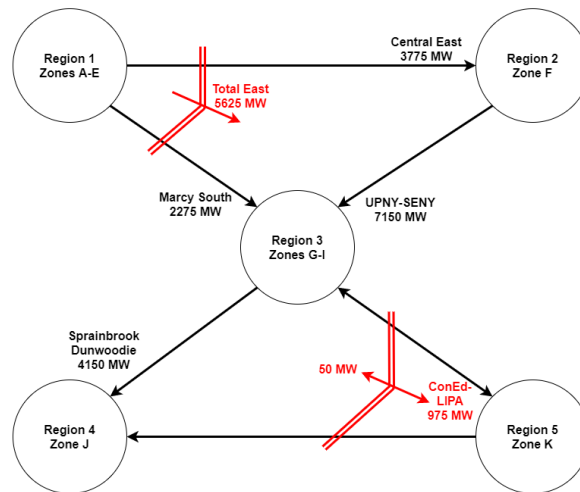 Region 1
Zones A-E
Central East
3775 MW
Region 2
Zone F
Total East
5625 MW
Marcy South
2275 MW
UPNY-SENY
7150 MW
Region 3
Zones G-I
Sprainbrook
Dunwoodie
4150 MW
50 MW
ConEd-
LIPA
975 MW
Region 4
Zone J
Region 5
Zone K